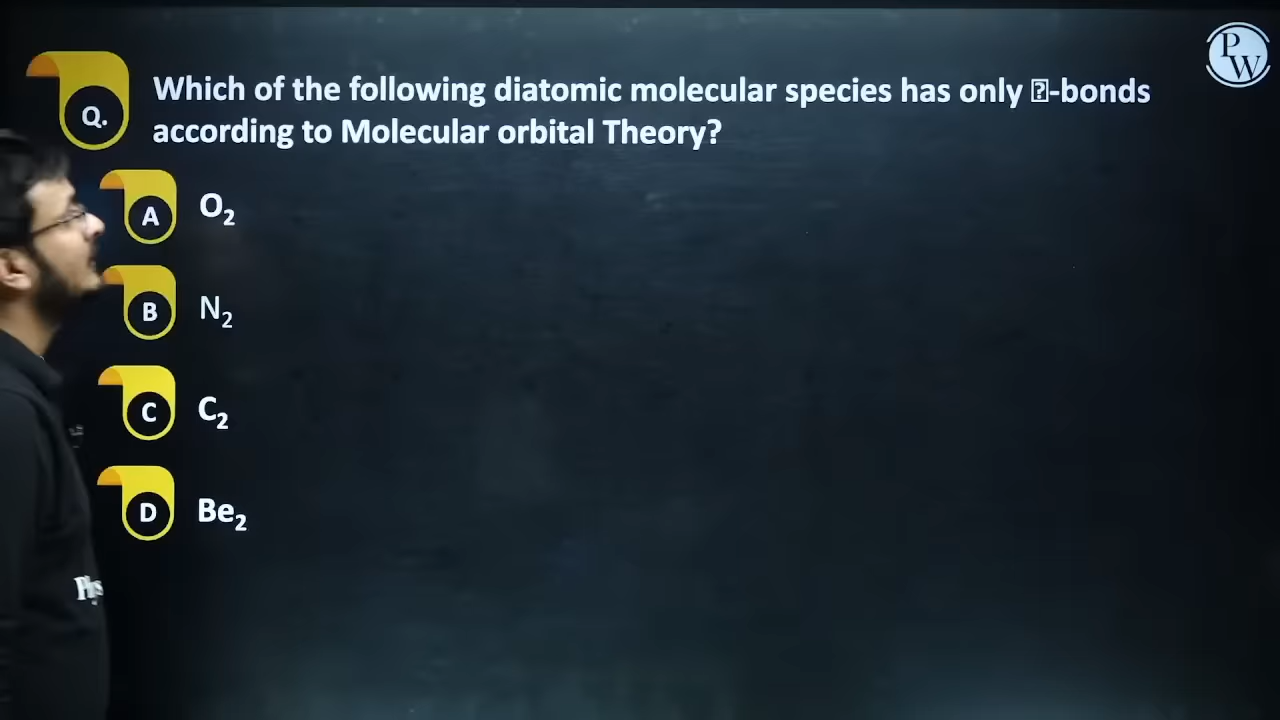 PW
Q.
Which of the following diatomic molecular species has only ⍰-bonds
according to Molecular orbital Theory?
A O₂
B N₂
C C₂
D Be₂